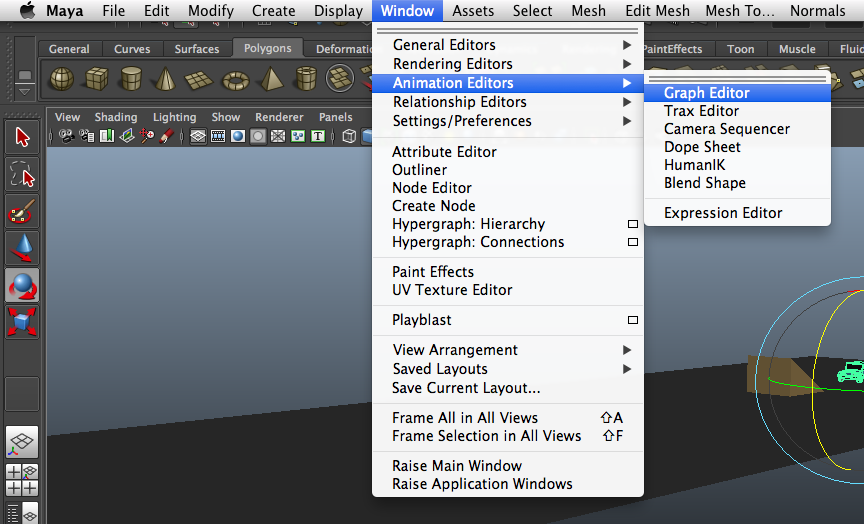 Maya File Edit Modify Create Display Window Assets Select Mesh Edit Mesh Mesh To... Normals
General Curves Surfaces Polygons PaintEffects Toon Muscle
View Shading Lighting Show Renderer Panels
General Editors
Rendering Editors
Animation Editors
Relationship Editors
Settings/Preferences
Attribute Editor
Outliner
Node Editor
Create Node
Hypergraph: Hierarchy
Hypergraph: Connections
Paint Effects
UV Texture Editor
Playblast
View Arrangement
Saved Layouts
Save Current Layout...
Frame All in All Views ⇧A
Frame Selection in All Views ⇧F
Raise Main Window
Raise Application Windows
Graph Editor
Trax Editor
Camera Sequencer
Dope Sheet
HumanIK
Blend Shape
Expression Editor